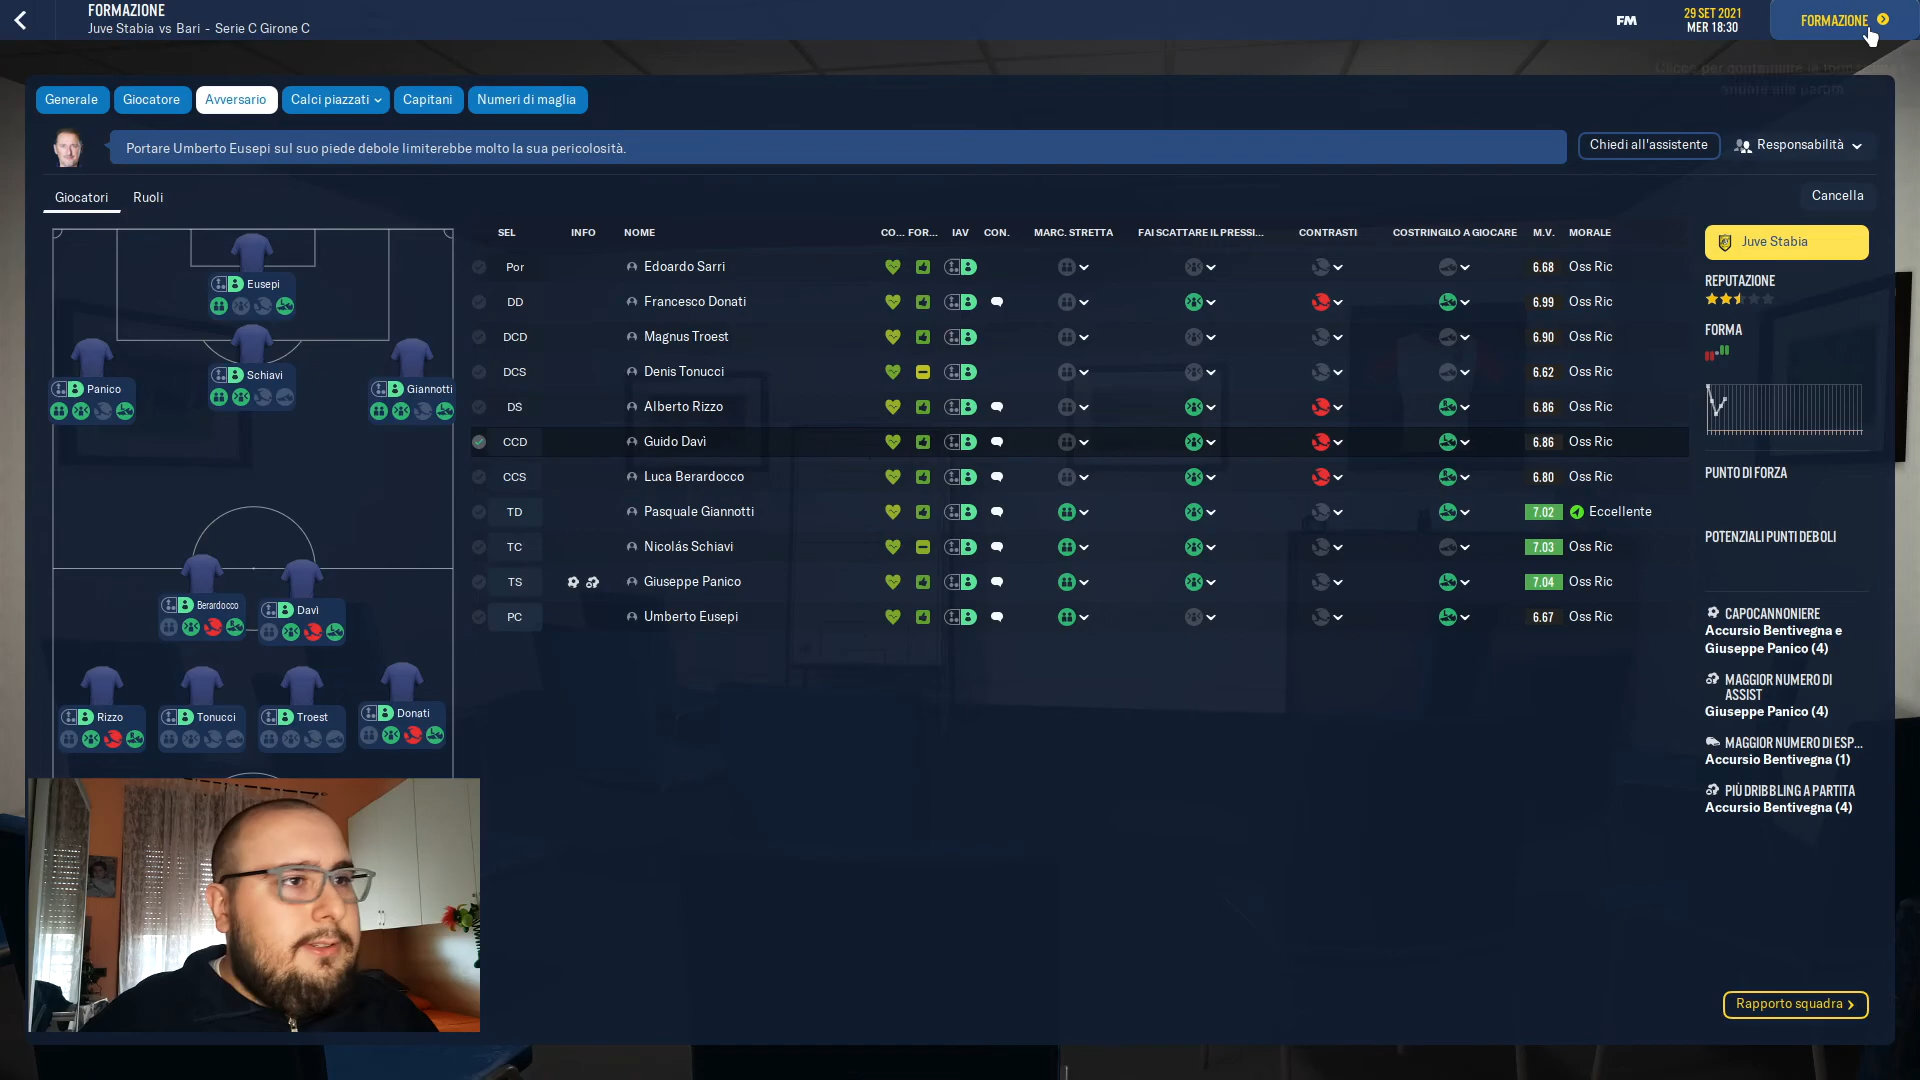 FORMAZIONE
Juve Stabia vs Bari - Serie C Girone C
FM
29 SET 2021
MER 18:30
FORMAZIONE
Generale
Giocatore
Avversario
Calci piazzati
Capitani
Numeri di maglia
Portare Umberto Eusepi sul suo piede debole limiterebbe molto la sua pericolosità.
Chiedi all'assistente
Responsabilità
Giocatori
Ruoli
Cancella
SEL INFO NOME CO... FOR... IAV CON. MARC. STRETTA FAI SCATTARE IL PRESSI... CONTRASTI COSTRINGILO A GIOCARE M.V. MORALE
Por Edoardo Sarri 6.68 Oss Ric
DD Francesco Donati 6.99 Oss Ric
DCD Magnus Troest 6.90 Oss Ric
DCS Denis Tonucci 6.62 Oss Ric
DS Alberto Rizzo 6.86 Oss Ric
CCD Guido Davì 6.86 Oss Ric
CCS Luca Berardocco 6.80 Oss Ric
TD Pasquale Giannotti 7.02 Eccellente
TC Nicolás Schiavi 7.03 Oss Ric
TS Giuseppe Panico 7.04 Oss Ric
PC Umberto Eusepi 6.67 Oss Ric
Eusepi
Panico
Schiavi
Giannotti
Berardocco
Davì
Rizzo
Tonucci
Troest
Donati
Juve Stabia
REPUTAZIONE
FORMA
PUNTO DI FORZA
POTENZIALI PUNTI DEBOLI
CAPOCANNONIERE
Accursio Bentivegna e
Giuseppe Panico (4)
MAGGIOR NUMERO DI
ASSIST
Giuseppe Panico (4)
MAGGIOR NUMERO DI ESP...
Accursio Bentivegna (1)
PIÙ DRIBBLING A PARTITA
Accursio Bentivegna (4)
Rapporto squadra